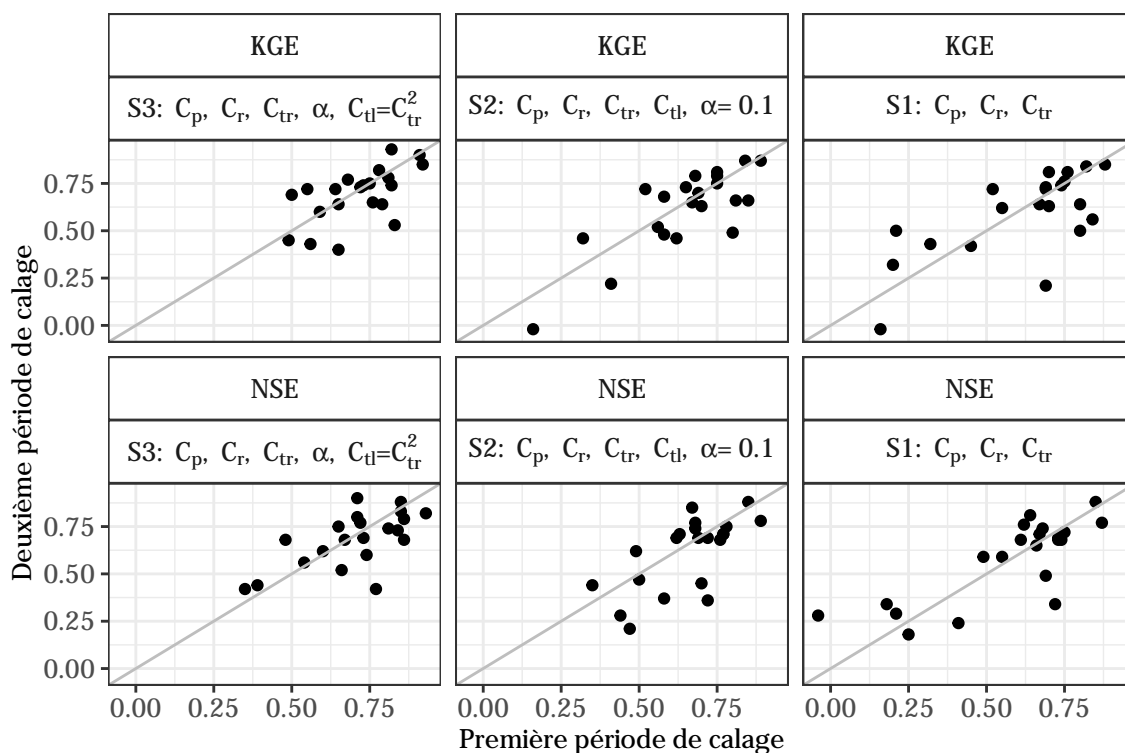 KGE KGE KGE
S3: Cp, Cr, Ctr, α, Ctl=Ctr² S2: Cp, Cr, Ctr, Ctl, α= 0.1 S1: Cp, Cr, Ctr
0.75
0.50
0.25
0.00
Deuxième période de calage
NSE NSE NSE
S3: Cp, Cr, Ctr, α, Ctl=Ctr² S2: Cp, Cr, Ctr, Ctl, α= 0.1 S1: Cp, Cr, Ctr
0.75
0.50
0.25
0.00
0.00 0.25 0.50 0.75 0.00 0.25 0.50 0.75 0.00 0.25 0.50 0.75
Première période de calage